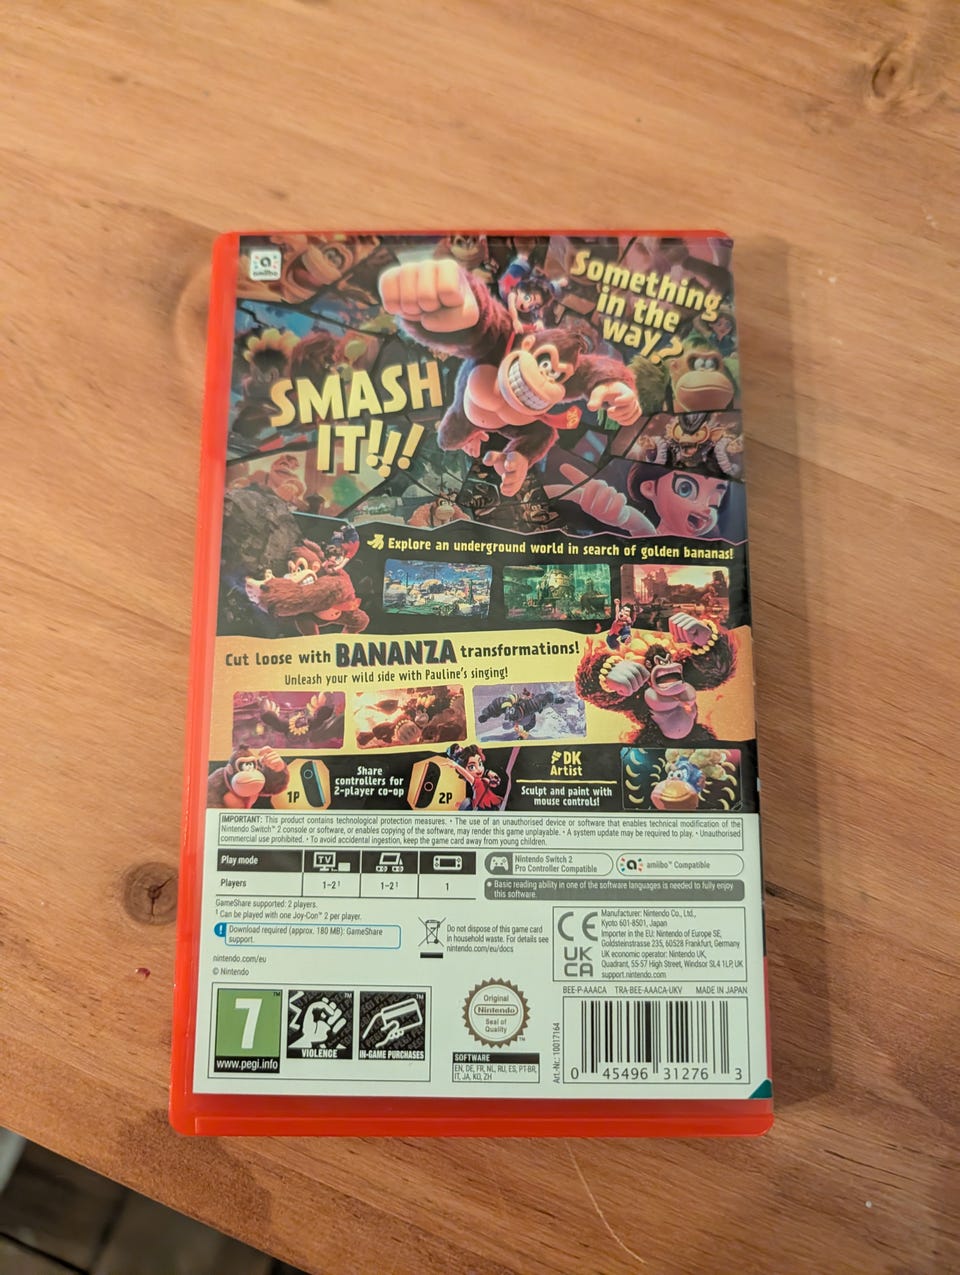 amiibo
Something
in the
way?
SMASH
IT!!!
Explore an underground world in search of golden bananas!
Cut loose with BANANZA transformations!
Unleash your wild side with Pauline's singing!
1P
Share
controllers for
2-player co-op
2P
DK
Artist
Sculpt and paint with
mouse controls!
IMPORTANT: This product contains technological protection measures. • The use of an unauthorised device or software that enables technical modification of the
Nintendo Switch™ 2 console or software, or enables copying of the software, may render this game unplayable. • A system update may be required to play. • Unauthorised
commercial use prohibited. • To avoid accidental ingestion, keep the game card away from young children.
Play mode
TV
Players
1–2¹
1–2¹
1
Nintendo Switch 2
Pro Controller Compatible
amiibo™ Compatible
• Basic reading ability in one of the software languages is needed to fully enjoy
this software.
GameShare supported: 2 players.
¹ Can be played with one Joy-Con™ 2 per player.
! Download required (approx. 180 MB): GameShare
support.
nintendo.com/eu
© Nintendo
Do not dispose of this game card
in household waste. For details see
nintendo.com/eu/docs
CE
UK
CA
Manufacturer: Nintendo Co., Ltd.,
Kyoto 601-8501, Japan
Importer in the EU: Nintendo of Europe SE,
Goldsteinstrasse 235, 60528 Frankfurt, Germany
UK economic operator: Nintendo UK,
Quadrant, 55-57 High Street, Windsor SL4 1LP, UK
support.nintendo.com
BEE-P-AAACA TRA-BEE-AAACA-UKV MADE IN JAPAN
7
www.pegi.info
VIOLENCE
IN-GAME PURCHASES
Original
Nintendo
Seal of
Quality
™
SOFTWARE
EN, DE, FR, NL, RU, ES, PT-BR,
IT, JA, KO, ZH
Art.-Nr.: 10017164
0 45496 31276 3